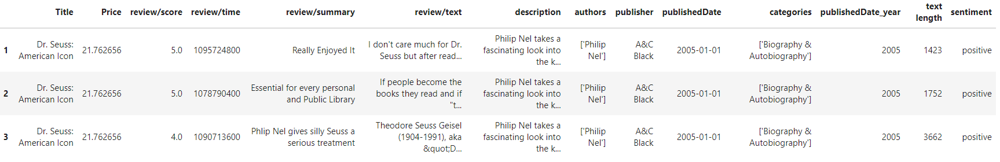 Title Price review/score review/time review/summary review/text description authors publisher publishedDate categories publishedDate_year text length sentiment
1 Dr. Seuss: American Icon 21.762656 5.0 1095724800 Really Enjoyed It I don't care much for Dr. Seuss but after read... Philip Nel takes a fascinating look into the k... ['Philip Nel'] A&C Black 2005-01-01 ['Biography & Autobiography'] 2005 1423 positive
2 Dr. Seuss: American Icon 21.762656 5.0 1078790400 Essential for every personal and Public Library If people become the books they read and if "t... Philip Nel takes a fascinating look into the k... ['Philip Nel'] A&C Black 2005-01-01 ['Biography & Autobiography'] 2005 1752 positive
3 Dr. Seuss: American Icon 21.762656 4.0 1090713600 Phlip Nel gives silly Seuss a serious treatment Theodore Seuss Geisel (1904-1991), aka &quot;D... Philip Nel takes a fascinating look into the k... ['Philip Nel'] A&C Black 2005-01-01 ['Biography & Autobiography'] 2005 3662 positive